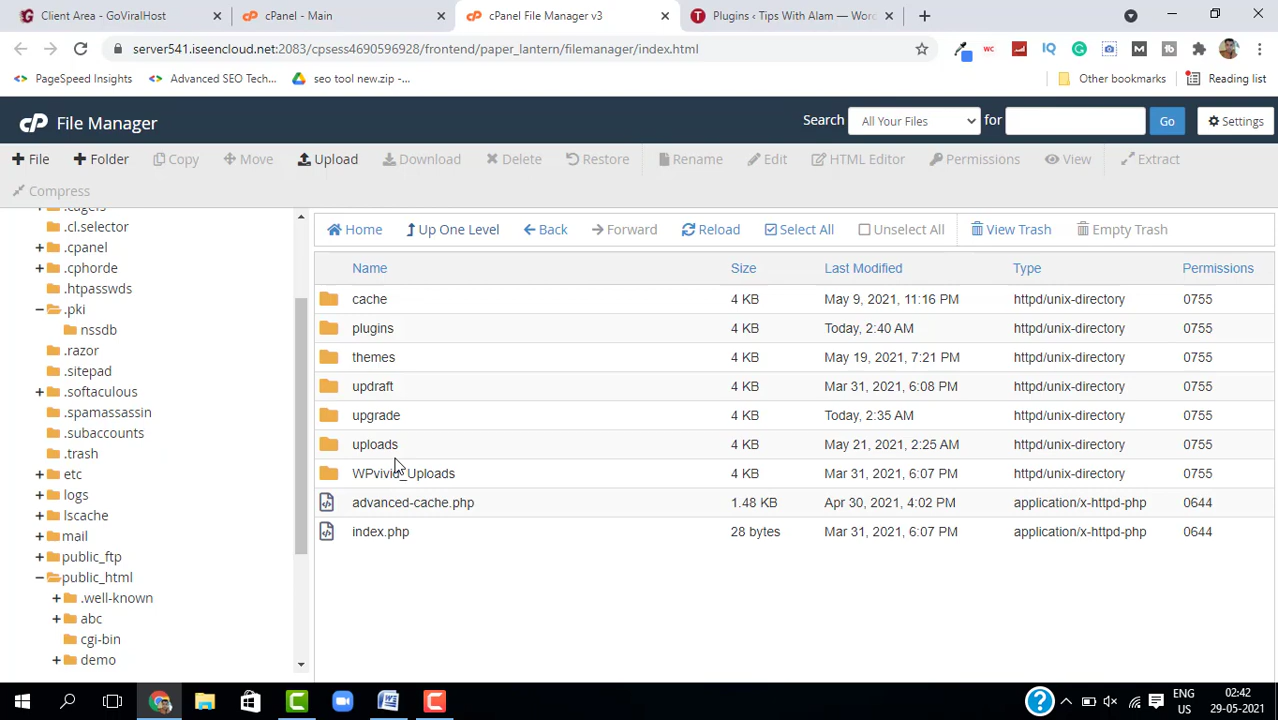 Client Area - GoViralHost
cPanel - Main
cPanel File Manager v3
Plugins ‹ Tips With Alam — Word
server541.iseencloud.net:2083/cpsess4690596928/frontend/paper_lantern/filemanager/index.html
PageSpeed Insights
Advanced SEO Tech...
seo tool new.zip -...
Other bookmarks
Reading list
cP File Manager
Search All Your Files for Go Settings
File Folder Copy Move Upload Download Delete Restore Rename Edit HTML Editor Permissions View Extract
Compress
Home Up One Level Back Forward Reload Select All Unselect All View Trash Empty Trash
.cl.selector
.cpanel
.cphorde
.htpasswds
.pki
nssdb
.razor
.sitepad
.softaculous
.spamassassin
.subaccounts
.trash
etc
logs
lscache
mail
public_ftp
public_html
.well-known
abc
cgi-bin
demo
Name Size Last Modified Type Permissions
cache 4 KB May 9, 2021, 11:16 PM httpd/unix-directory 0755
plugins 4 KB Today, 2:40 AM httpd/unix-directory 0755
themes 4 KB May 19, 2021, 7:21 PM httpd/unix-directory 0755
updraft 4 KB Mar 31, 2021, 6:08 PM httpd/unix-directory 0755
upgrade 4 KB Today, 2:35 AM httpd/unix-directory 0755
uploads 4 KB May 21, 2021, 2:25 AM httpd/unix-directory 0755
WPvivid_Uploads 4 KB Mar 31, 2021, 6:07 PM httpd/unix-directory 0755
advanced-cache.php 1.48 KB Apr 30, 2021, 4:02 PM application/x-httpd-php 0644
index.php 28 bytes Mar 31, 2021, 6:07 PM application/x-httpd-php 0644
ENG
US
02:42
29-05-2021